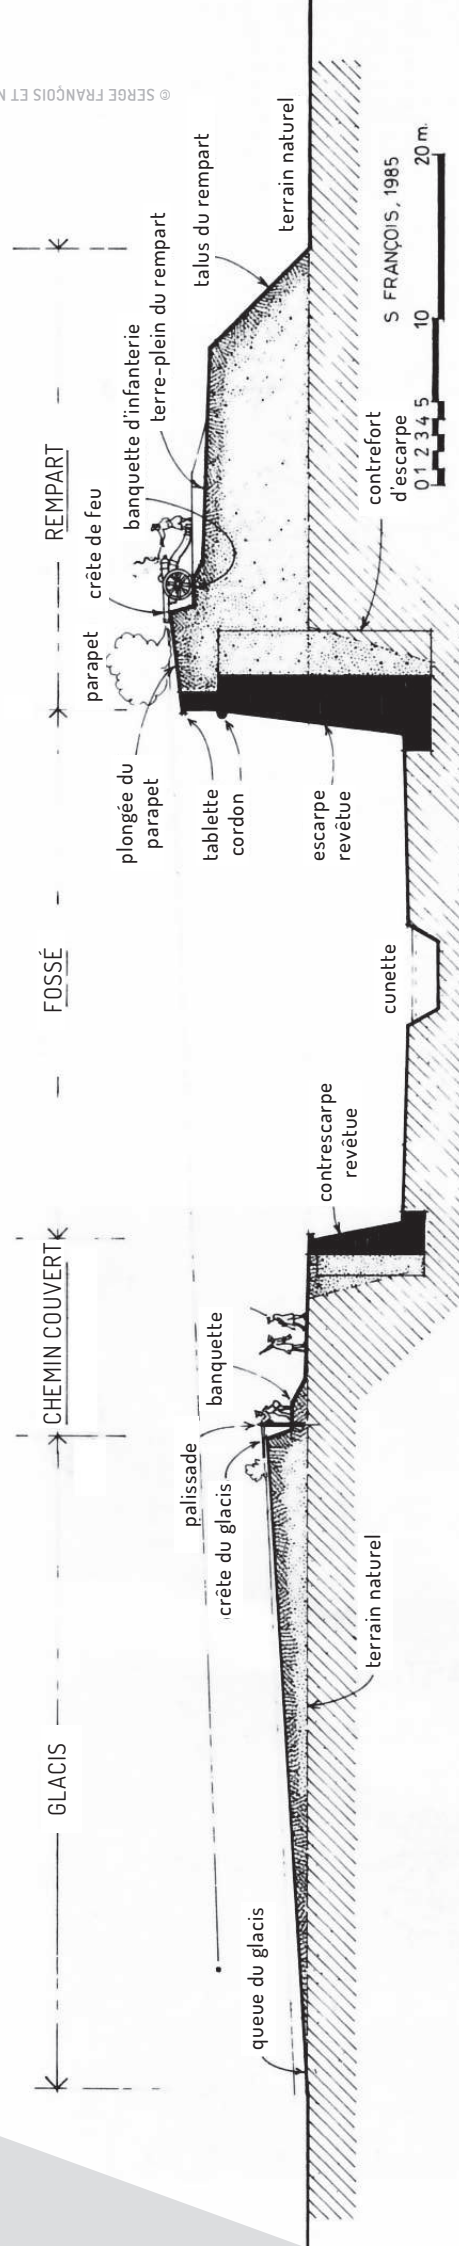 GLACIS
CHEMIN COUVERT
FOSSÉ
REMPART
queue du glacis
terrain naturel
crête du glacis
palissade
banquette
contrescarpe
revêtue
cunette
escarpe
revêtue
tablette
cordon
plongée du
parapet
parapet
crête de feu
banquette d'infanterie
terre-plein du rempart
talus du rempart
terrain naturel
contrefort
d'escarpe
0 1 2 3 4 5 10 20 m.
S FRANÇOIS, 1985
© SERGE FRANÇOIS ET